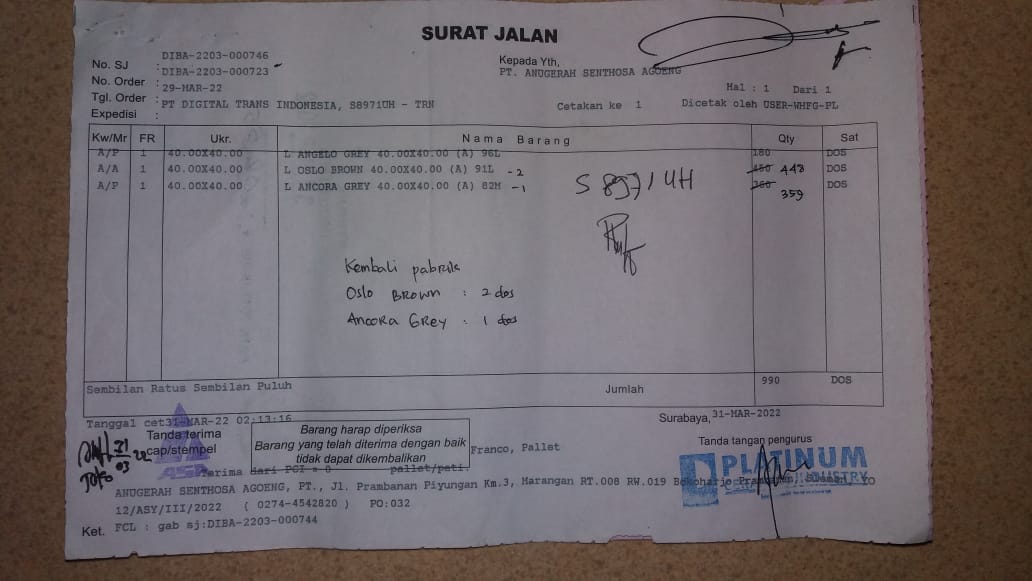 SURAT JALAN
No. SJ : DIBA-2203-000746
No. Order : DIBA-2203-000723
Tgl. Order : 29-MAR-22
Expedisi : PT DIGITAL TRANS INDONESIA, S8971UH - TRN
Kepada Yth,
PT. ANUGERAH SENTHOSA AGOENG
Hal : 1 Dari 1
Cetakan ke 1 Dicetak oleh USER-WHFG-PL
Kw/Mr FR Ukr. Nama Barang Qty Sat
A/P 1 40.00X40.00 L ANGELO GREY 40.00X40.00 (A) 96L 180 DOS
A/A 1 40.00X40.00 L OSLO BROWN 40.00X40.00 (A) 91L -2 450 448 DOS
A/P 1 40.00X40.00 L ANCORA GREY 40.00X40.00 (A) 82M -1 360 359 DOS
S 8971 UH
Kembali pabrik
Oslo Brown : 2 dos
Ancora Grey : 1 dos
Sembilan Ratus Sembilan Puluh Jumlah 990 DOS
Tanggal cet31-MAR-22 02:13:16
Surabaya, 31-MAR-2022
Tanda terima
cap/stempel
31
03 22
Toko
ASA
Barang harap diperiksa
Barang yang telah diterima dengan baik
tidak dapat dikembalikan
Franco, Pallet
Tanda tangan pengurus
PLATINUM
INDUSTRY
Terima dari PGI = 0 pallet/peti.
ANUGERAH SENTHOSA AGOENG, PT., Jl. Prambanan Piyungan Km.3, Marangan RT.008 RW.019 Bokoharjo Prambanan, Sleman,
12/ASY/III/2022 ( 0274-4542820 ) PO:032
Ket. FCL : gab sj:DIBA-2203-000744